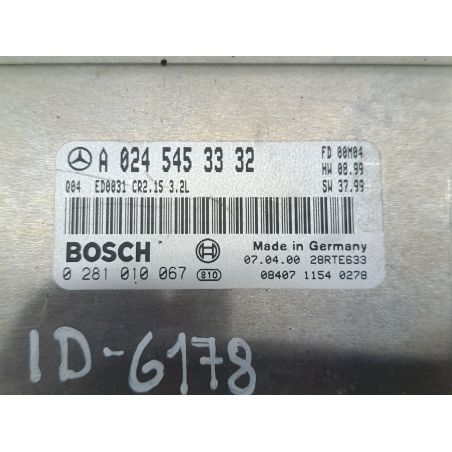 A 024 545 33 32
FD 00M04
HW 08.99
Q04 ED0031 CR2.15 3.2L
SW 37.99
BOSCH
Made in Germany
0 281 010 067 810
07.04.00 28RTE633
08407 1154 0278
ID-6178